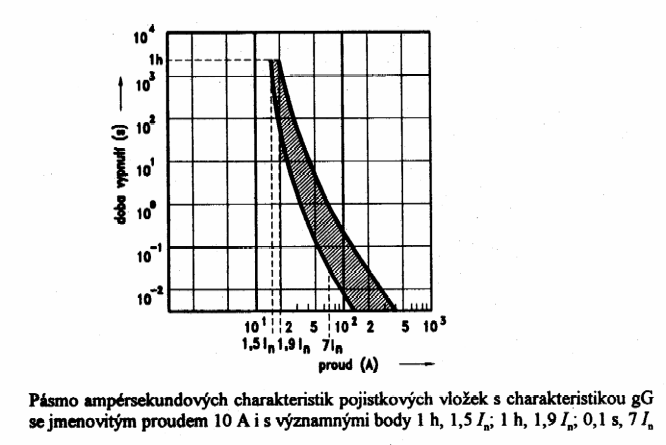 10⁴
1h
10³
10²
10¹
10⁰
10⁻¹
10⁻²
doba vypnutí (s)
10¹ 2 5 10² 2 5 10³
1,5 Iₙ 1,9 Iₙ 7Iₙ
proud (A)
Pásmo ampérsekundových charakteristik pojistkových vložek s charakteristikou gG
se jmenovitým proudem 10 A i s významnými body 1 h, 1,5 Iₙ; 1 h, 1,9 Iₙ; 0,1 s, 7 Iₙ